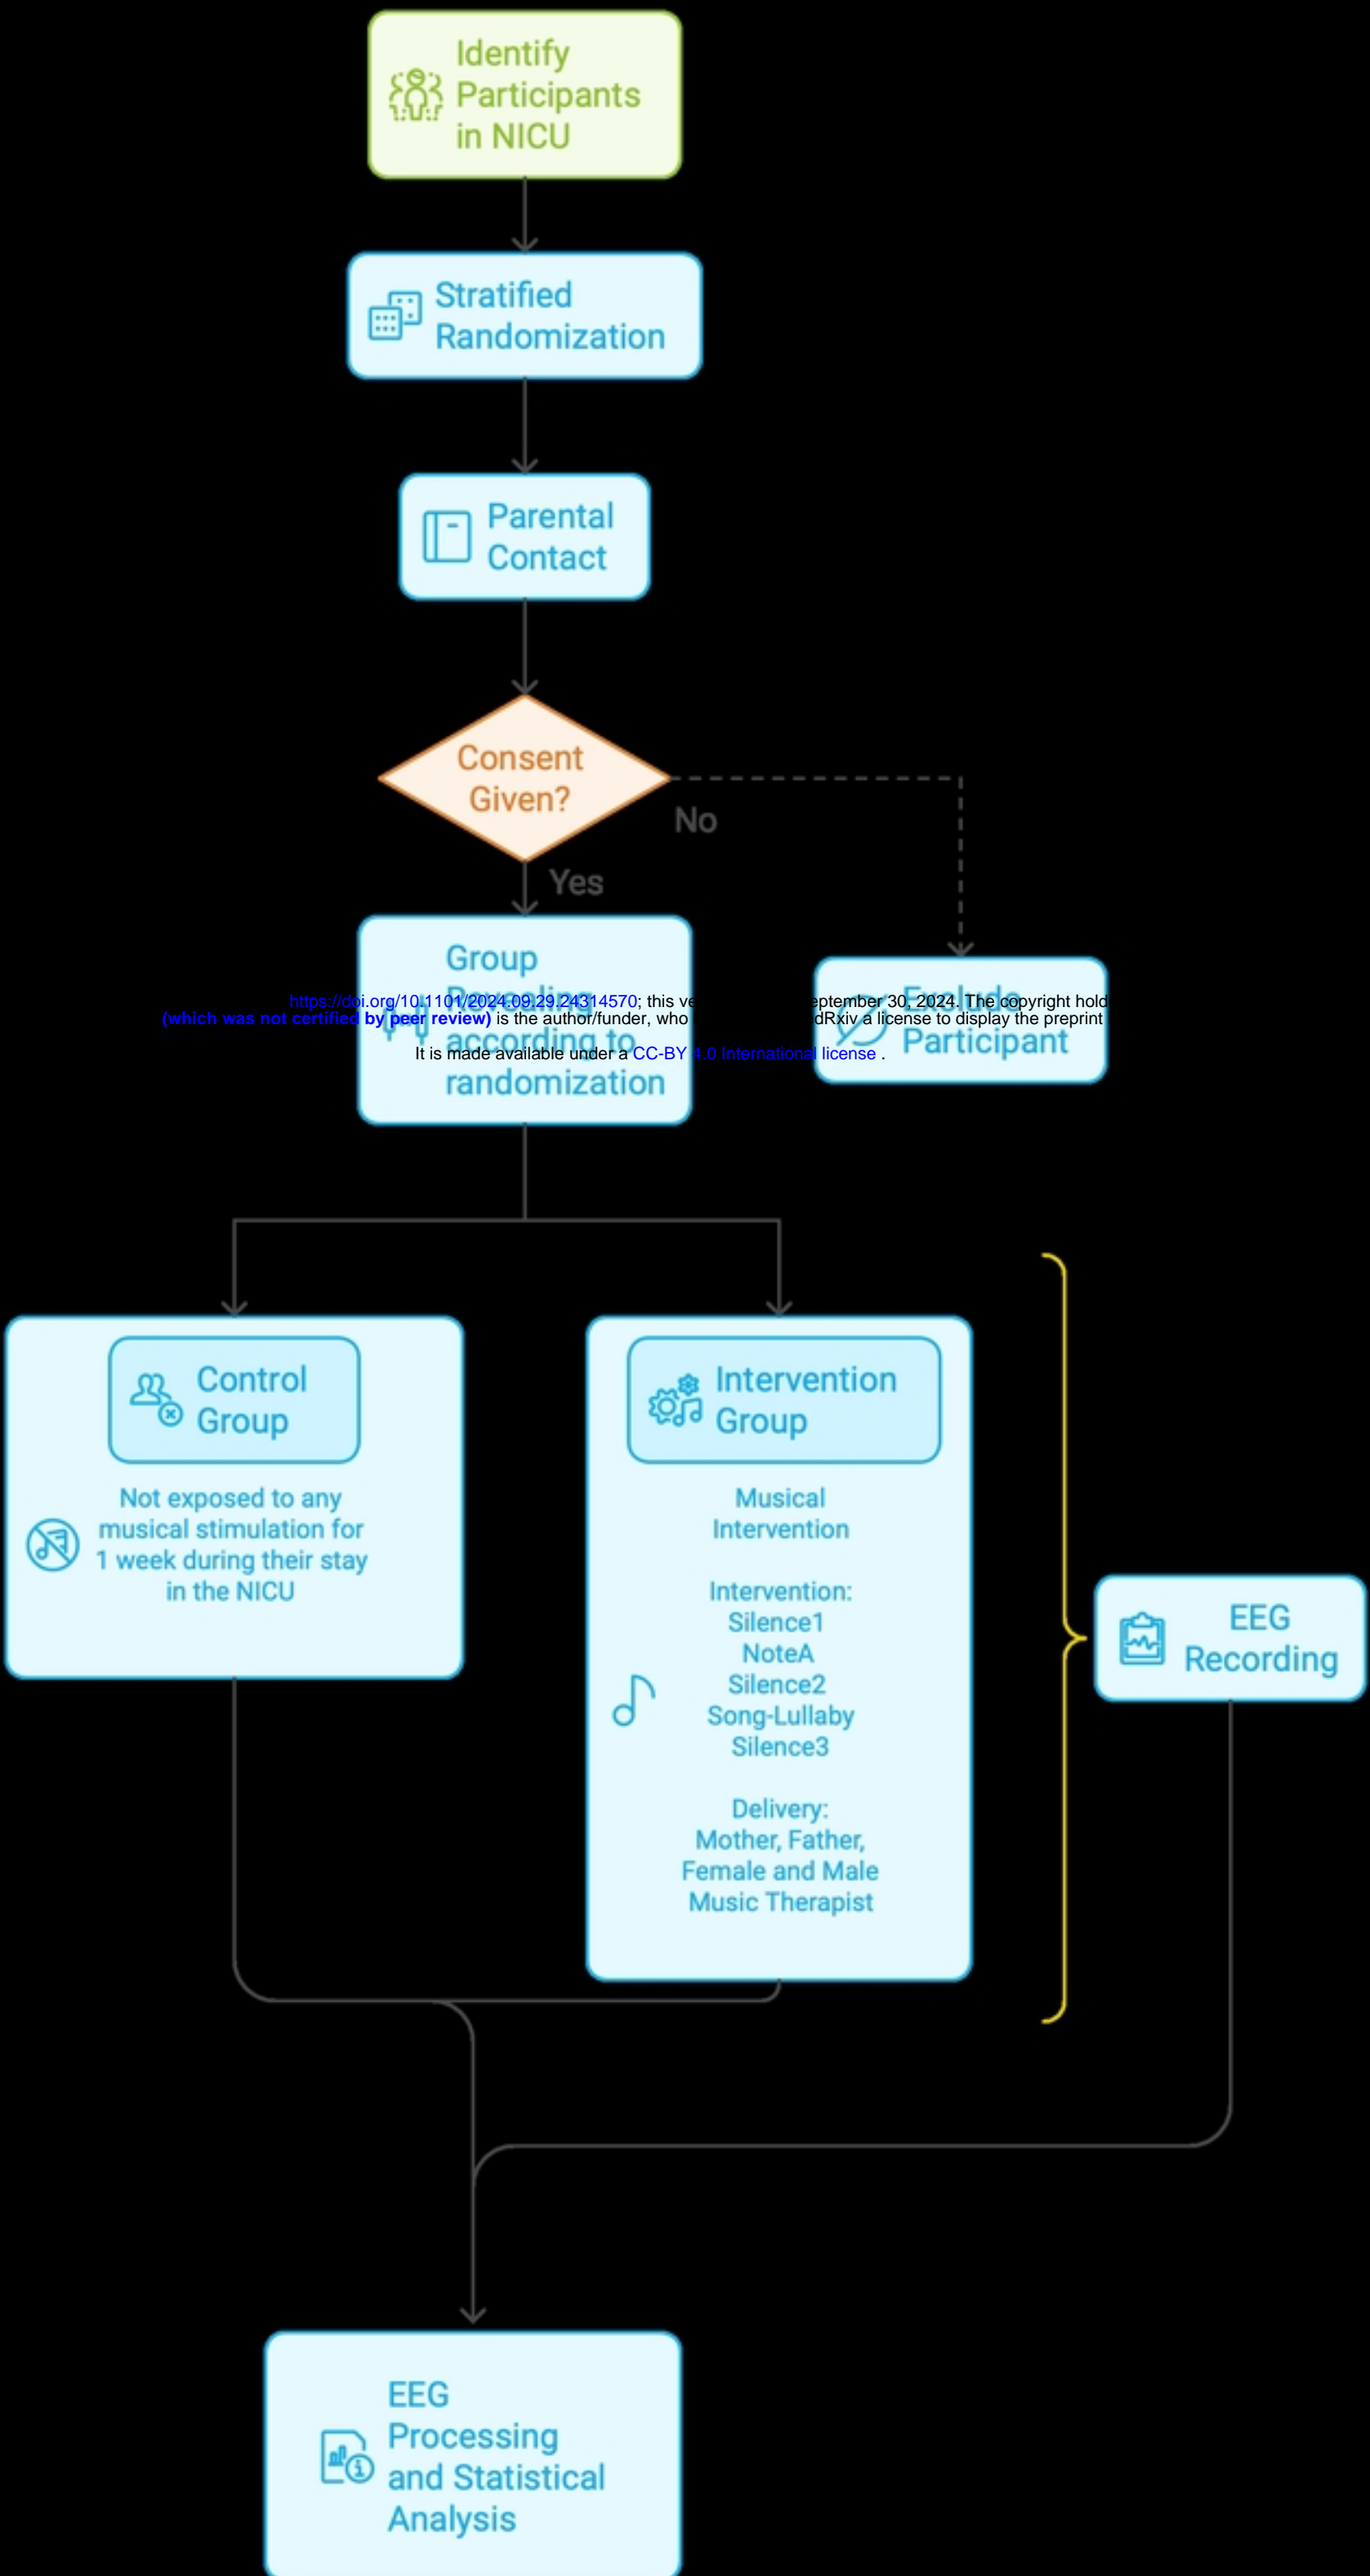 Identify
Participants
in NICU
Stratified
Randomization
Parental
Contact
Consent
Given?
No
Yes
Group
Revealing
according to
randomization
Exclude
Participant
https://doi.org/10.1101/2024.09.29.24314570; this ve
eptember 30, 2024. The copyright hold
(which was not certified by peer review) is the author/funder, who
dRxiv a license to display the preprint
It is made available under a CC-BY 4.0 International license .
Control
Group
Not exposed to any
musical stimulation for
1 week during their stay
in the NICU
Intervention
Group
Musical
Intervention
Intervention:
Silence1
NoteA
Silence2
Song-Lullaby
Silence3
Delivery:
Mother, Father,
Female and Male
Music Therapist
EEG
Recording
EEG
Processing
and Statistical
Analysis